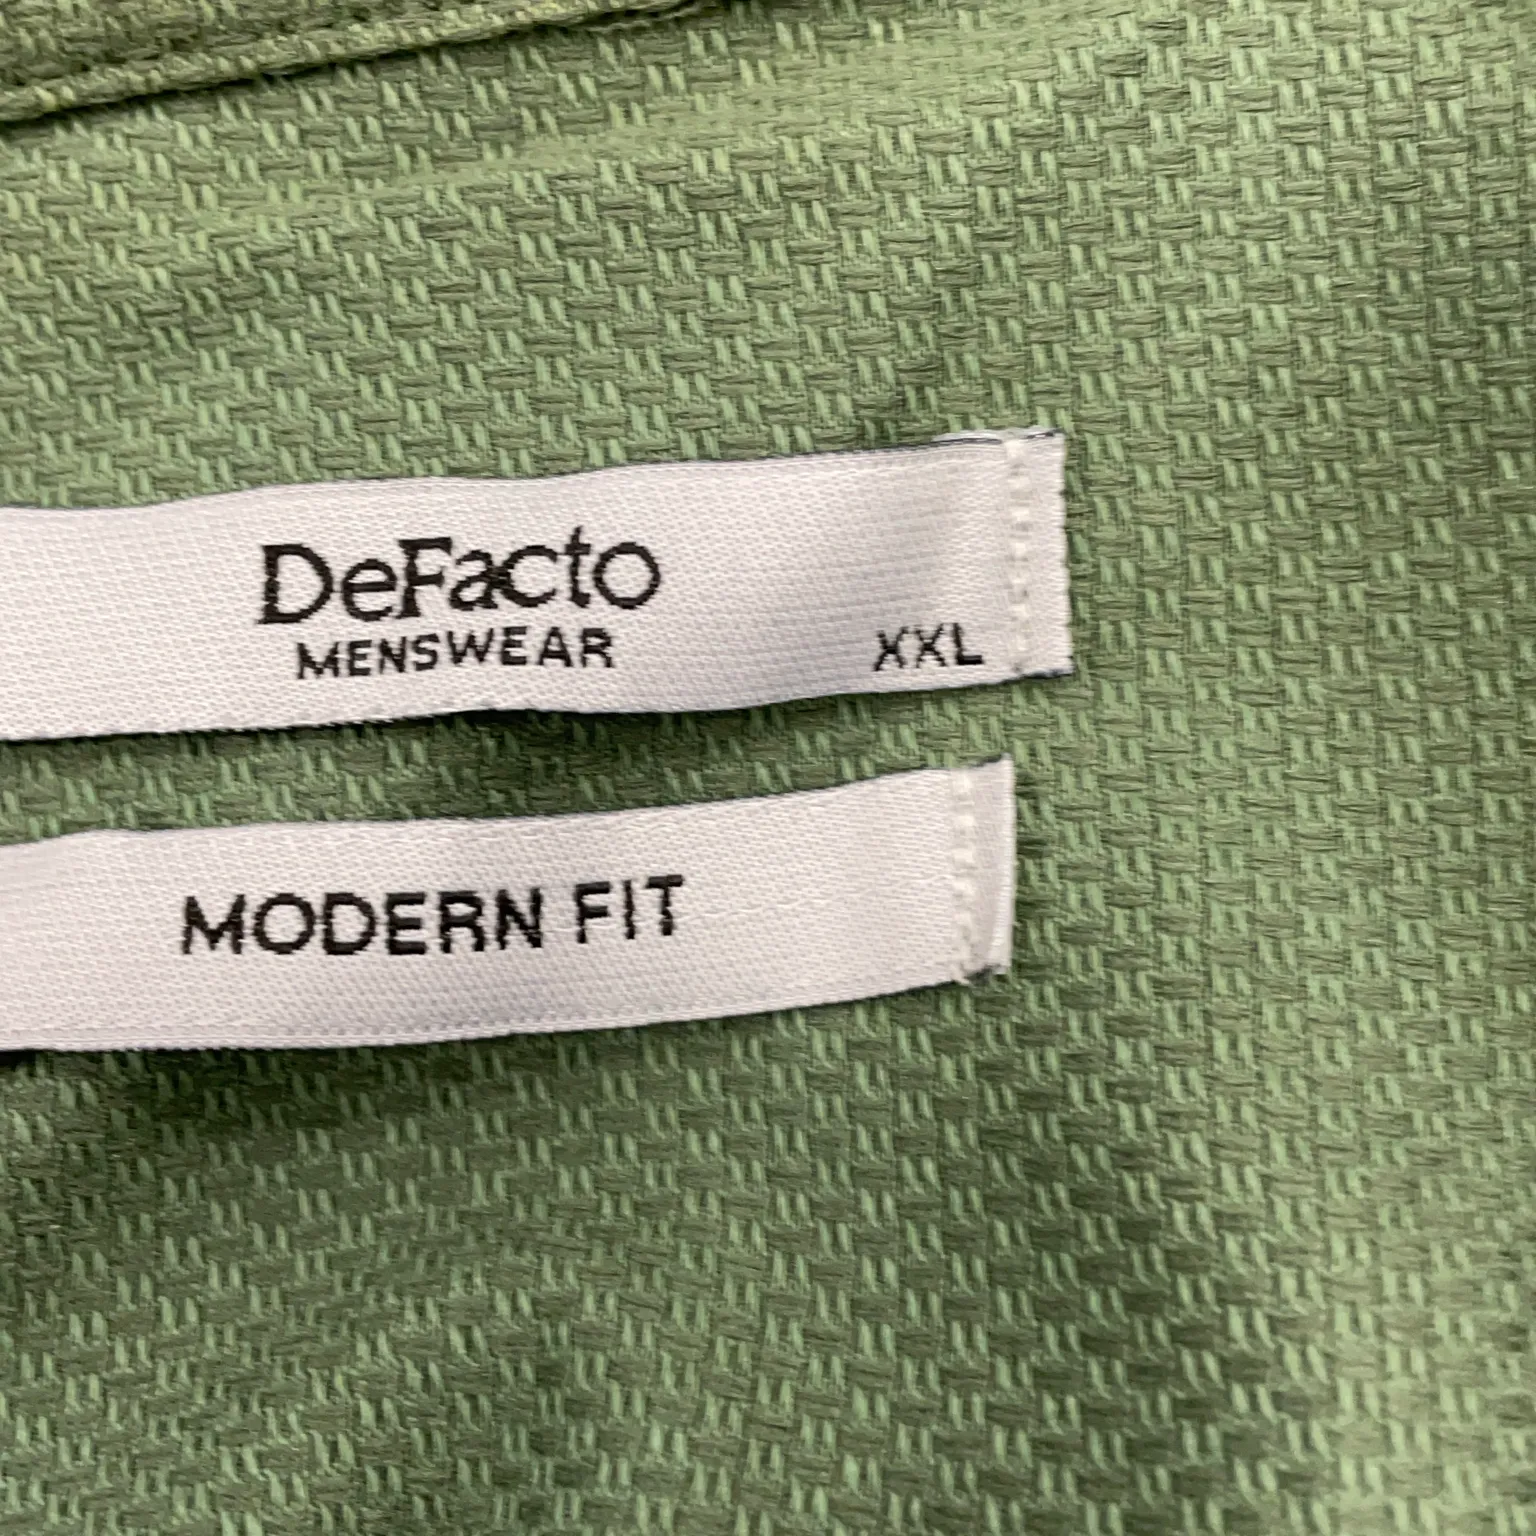 DeFacto
MENSWEAR
XXL
MODERN FIT